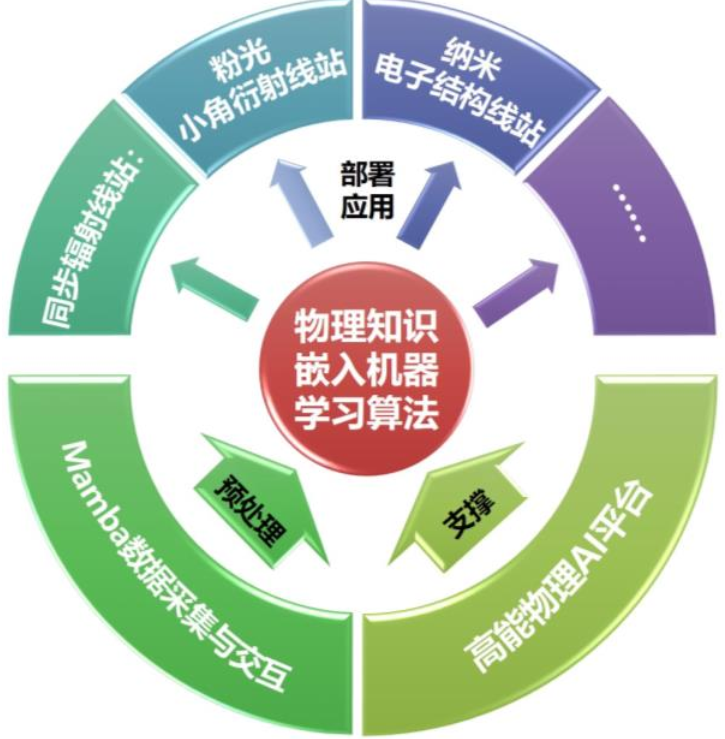 粉光
小角衍射线站
纳米
电子结构线站
同步辐射线站:
······
部署
应用
物理知识
嵌入机器
学习算法
预处理
支撑
Mamba数据采集与交互
高能物理AI平台